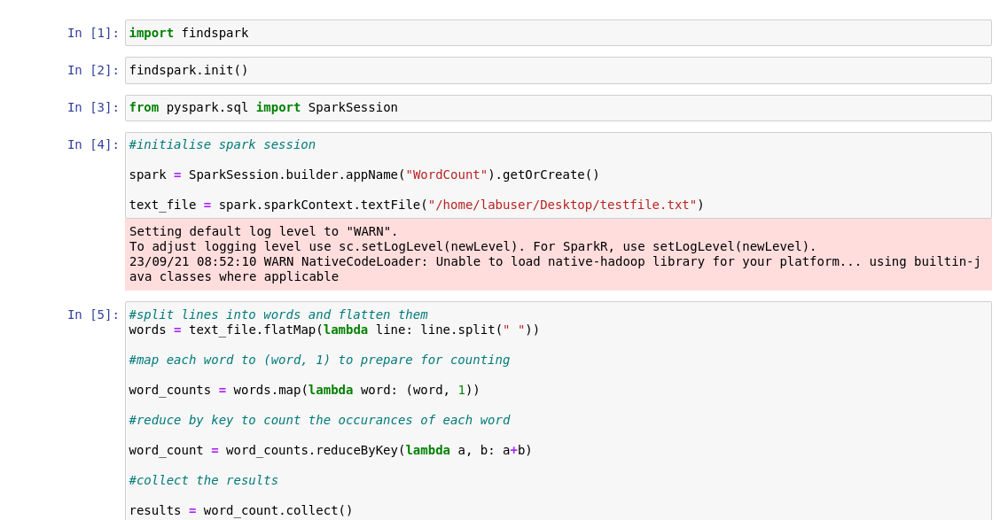 In [1]: import findspark
In [2]: findspark.init()
In [3]: from pyspark.sql import SparkSession
In [4]: #initialise spark session
spark = SparkSession.builder.appName("WordCount").getOrCreate()
text_file = spark.sparkContext.textFile("/home/labuser/Desktop/testfile.txt")
Setting default log level to "WARN".
To adjust logging level use sc.setLogLevel(newLevel). For SparkR, use setLogLevel(newLevel).
23/09/21 08:52:10 WARN NativeCodeLoader: Unable to load native-hadoop library for your platform... using builtin-j
ava classes where applicable
In [5]: #split lines into words and flatten them
words = text_file.flatMap(lambda line: line.split(" "))
#map each word to (word, 1) to prepare for counting
word_counts = words.map(lambda word: (word, 1))
#reduce by key to count the occurances of each word
word_count = word_counts.reduceByKey(lambda a, b: a+b)
#collect the results
results = word_count.collect()